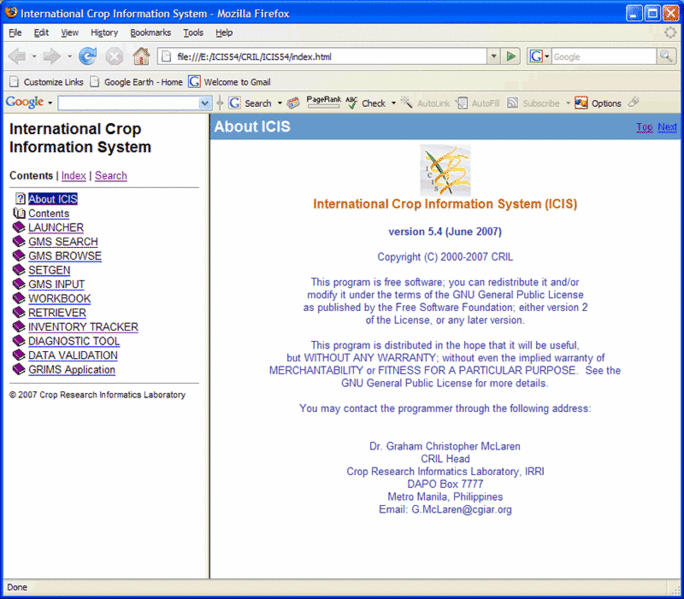 International Crop Information System - Mozilla Firefox
File Edit View History Bookmarks Tools Help
file:///E:/ICIS54/CRIL/ICIS54/index.html
Google
Customize Links Google Earth - Home Welcome to Gmail
Google Search PageRank Check AutoLink AutoFill Subscribe Options
International Crop
Information System
Contents | Index | Search
About ICIS
Contents
LAUNCHER
GMS SEARCH
GMS BROWSE
SETGEN
GMS INPUT
WORKBOOK
RETRIEVER
INVENTORY TRACKER
DIAGNOSTIC TOOL
DATA VALIDATION
GRIMS Application
© 2007 Crop Research Informatics Laboratory
About ICIS
Top Next
ICIS
International Crop Information System (ICIS)
version 5.4 (June 2007)
Copyright (C) 2000-2007 CRIL
This program is free software; you can redistribute it and/or
modify it under the terms of the GNU General Public License
as published by the Free Software Foundation; either version 2
of the License, or any later version.
This program is distributed in the hope that it will be useful,
but WITHOUT ANY WARRANTY; without even the implied warranty of
MERCHANTABILITY or FITNESS FOR A PARTICULAR PURPOSE. See the
GNU General Public License for more details.
You may contact the programmer through the following address:
Dr. Graham Christopher McLaren
CRIL Head
Crop Research Informatics Laboratory, IRRI
DAPO Box 7777
Metro Manila, Philippines
Email: G.McLaren@cgiar.org
Done